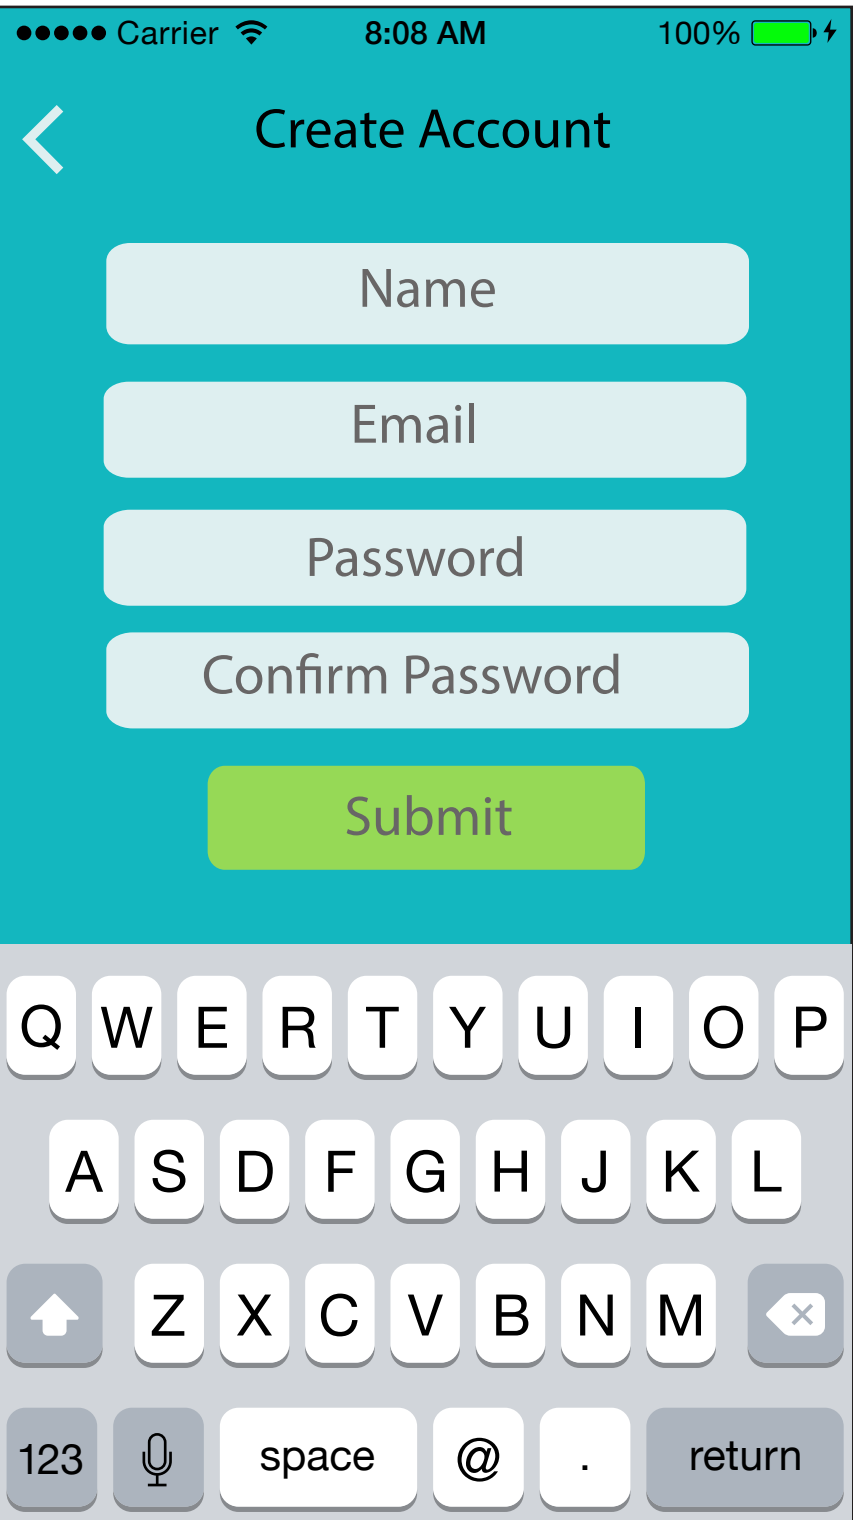 Carrier 8:08 AM 100%
Create Account
Name
Email
Password
Confirm Password
Submit
Q W E R T Y U I O P
A S D F G H J K L
Z X C V B N M
123 space @ . return